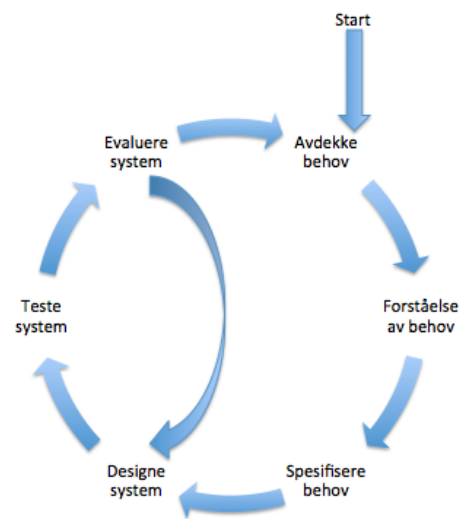 Start
Avdekke
behov
Forståelse
av behov
Spesifisere
behov
Designe
system
Teste
system
Evaluere
system